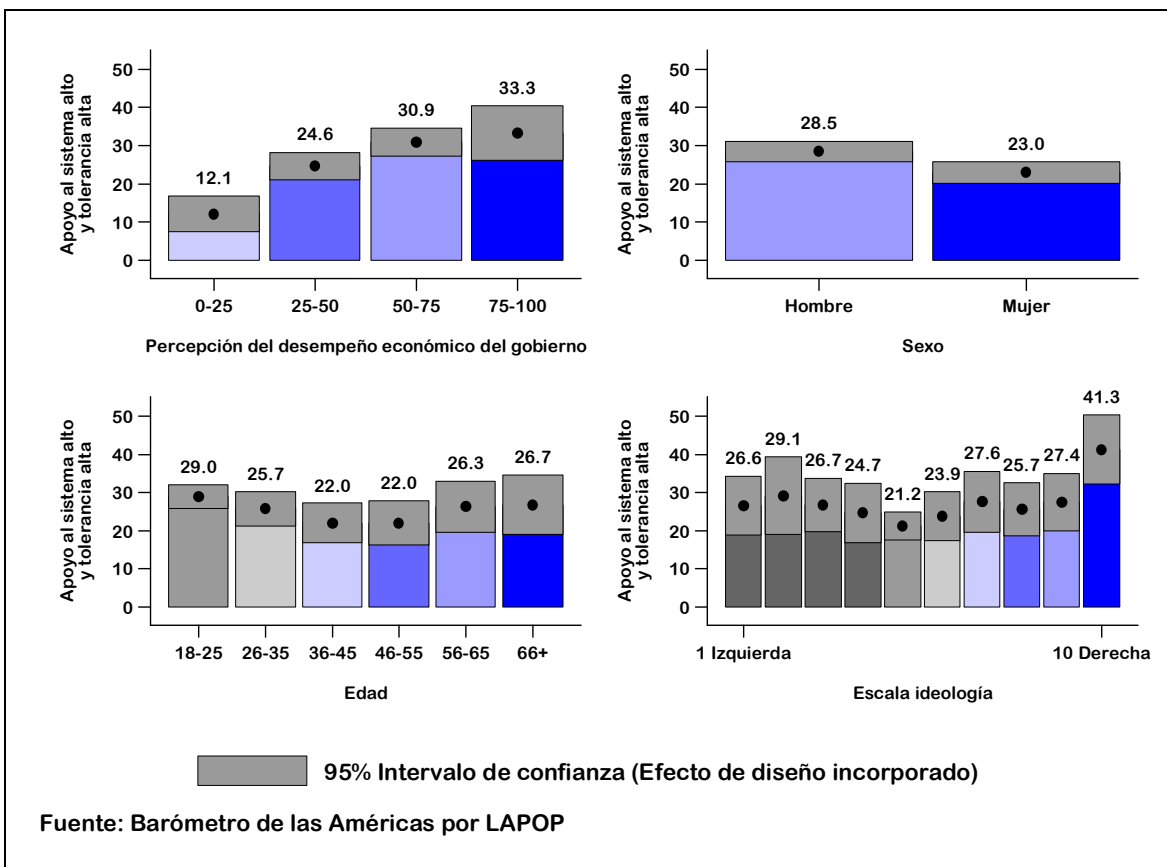 Apoyo al sistema alto
y tolerancia alta
50
40
30
20
10
0
12.1
24.6
30.9
33.3
0-25 25-50 50-75 75-100
Percepción del desempeño económico del gobierno
Apoyo al sistema alto
y tolerancia alta
50
40
30
20
10
0
28.5
23.0
Hombre Mujer
Sexo
Apoyo al sistema alto
y tolerancia alta
50
40
30
20
10
0
29.0
25.7
22.0
22.0
26.3
26.7
18-25 26-35 36-45 46-55 56-65 66+
Edad
Apoyo al sistema alto
y tolerancia alta
50
40
30
20
10
0
26.6
29.1
26.7
24.7
21.2
23.9
27.6
25.7
27.4
41.3
1 Izquierda 10 Derecha
Escala ideología
95% Intervalo de confianza (Efecto de diseño incorporado)
Fuente: Barómetro de las Américas por LAPOP